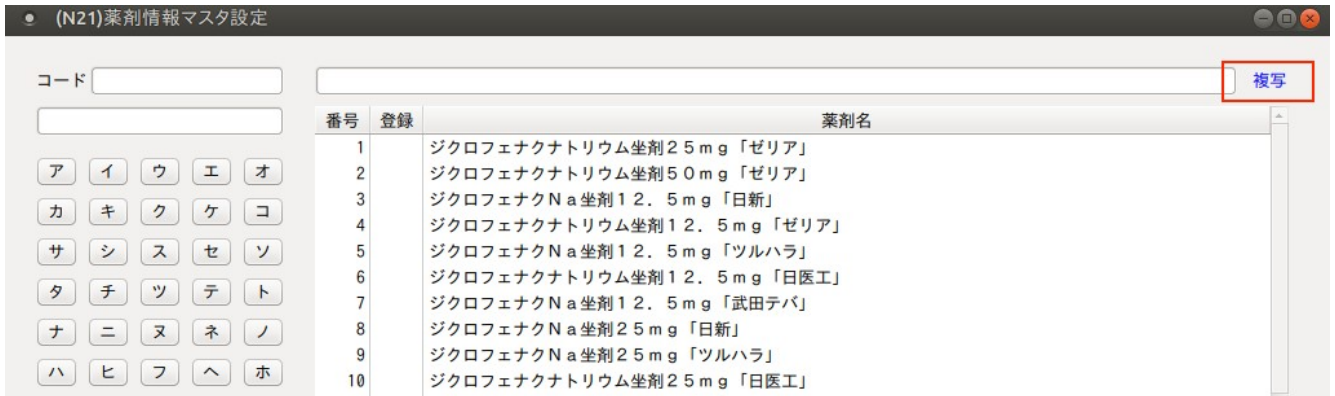 (N21)薬剤情報マスタ設定
コード
複写
番号 登録 薬剤名
1 ジクロフェナクナトリウム坐剤25mg「ゼリア」
2 ジクロフェナクナトリウム坐剤50mg「ゼリア」
3 ジクロフェナクNa坐剤12.5mg「日新」
4 ジクロフェナクナトリウム坐剤12.5mg「ゼリア」
5 ジクロフェナクNa坐剤12.5mg「ツルハラ」
6 ジクロフェナクナトリウム坐剤12.5mg「日医工」
7 ジクロフェナクNa坐剤12.5mg「武田テバ」
8 ジクロフェナクNa坐剤25mg「日新」
9 ジクロフェナクNa坐剤25mg「ツルハラ」
10 ジクロフェナクナトリウム坐剤25mg「日医工」
ア イ ウ エ オ
カ キ ク ケ コ
サ シ ス セ ソ
タ チ ツ テ ト
ナ ニ ヌ ネ ノ
ハ ヒ フ ヘ ホ